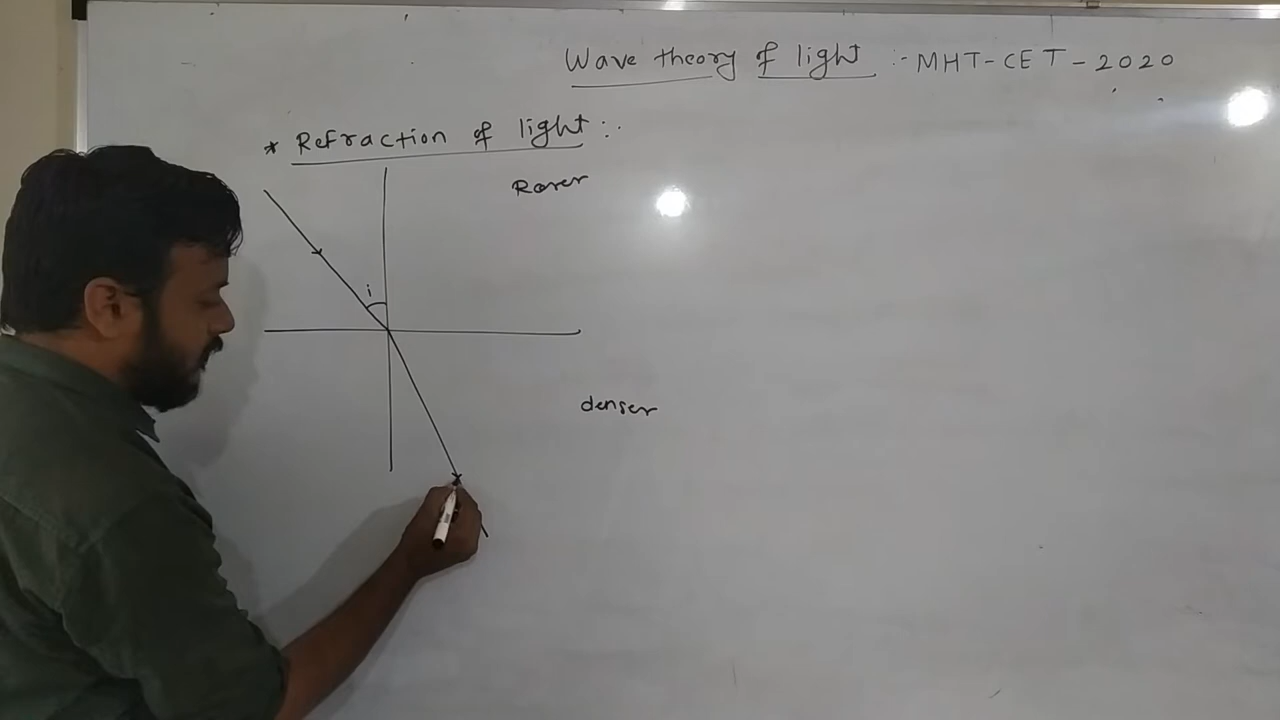 Wave theory of light :- MHT-CET-2020
* Refraction of light :-
Rarer
i
denser